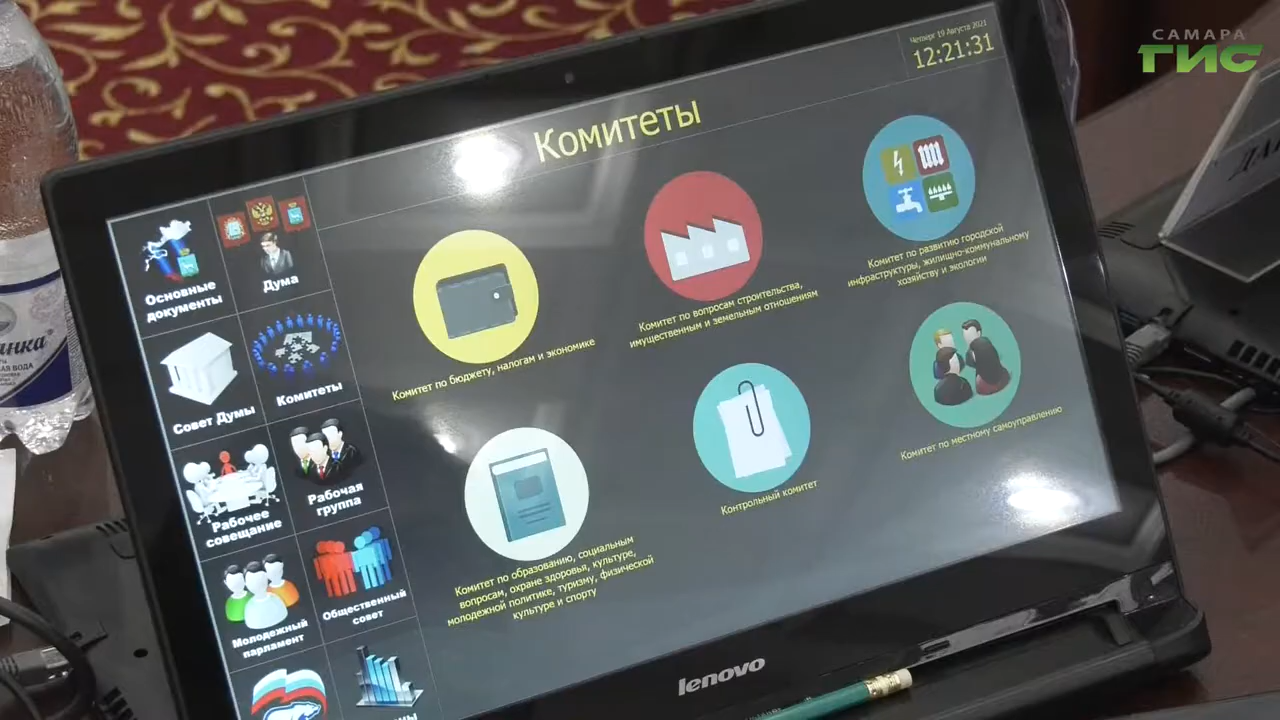 САМАРА
ГИС
Четверг 19 Августа 2021
12:21:31
Комитеты
Основные
документы
Дума
Совет Думы
Комитеты
Рабочее
совещание
Рабочая
группа
Молодежный
парламент
Общественный
совет
Комитет по бюджету, налогам и экономике
Комитет по вопросам строительства,
имущественным и земельным отношениям
Комитет по развитию городской
инфраструктуры, жилищно-коммунальному
хозяйству и экологии
Комитет по образованию, социальным
вопросам, охране здоровья, культуре,
молодежной политике, туризму, физической
культуре и спорту
Контрольный комитет
Комитет по местному самоуправлению
lenovo